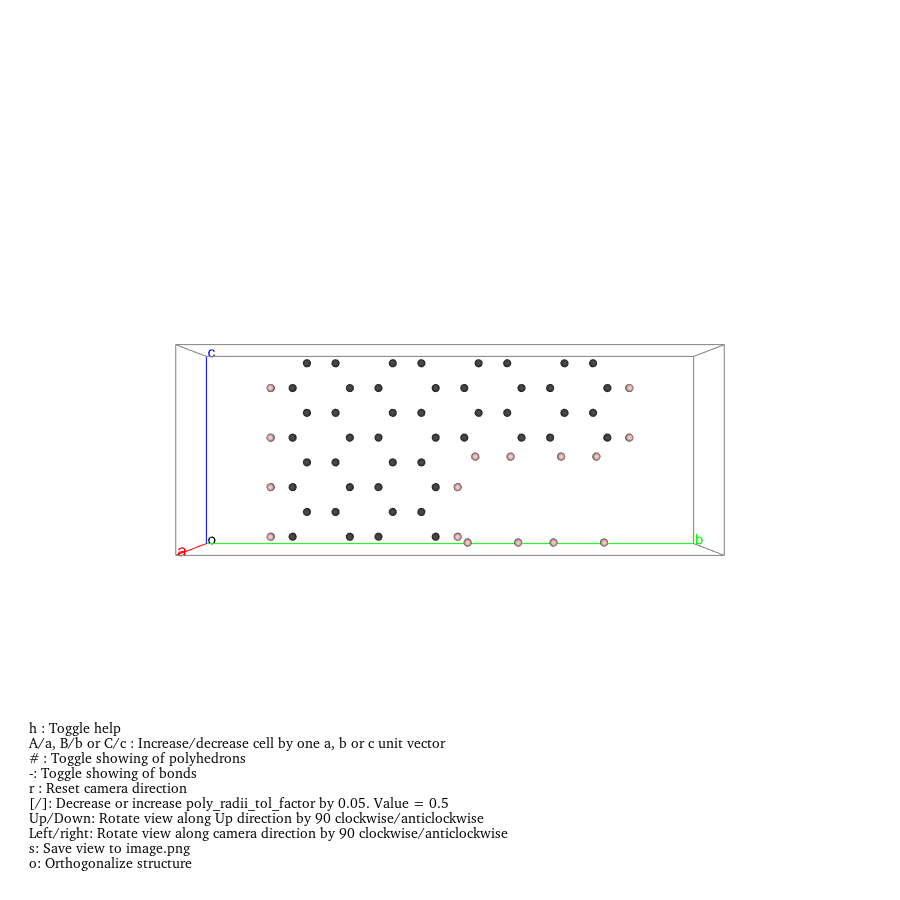 c
o
a
b
h : Toggle help
A/a, B/b or C/c : Increase/decrease cell by one a, b or c unit vector
# : Toggle showing of polyhedrons
-: Toggle showing of bonds
r : Reset camera direction
[/]: Decrease or increase poly_radii_tol_factor by 0.05. Value = 0.5
Up/Down: Rotate view along Up direction by 90 clockwise/anticlockwise
Left/right: Rotate view along camera direction by 90 clockwise/anticlockwise
s: Save view to image.png
o: Orthogonalize structure